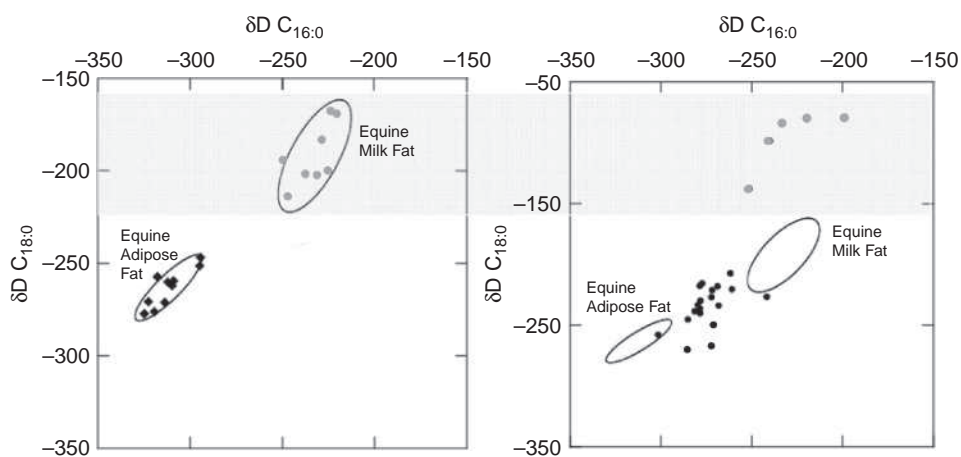 δD C16:0
–350 –300 –250 –200 –150
–150
–200
–250
–300
–350
δD C18:0
Equine
Milk Fat
Equine
Adipose
Fat
δD C16:0
–350 –300 –250 –200 –150
–50
–150
–250
–350
δD C18:0
Equine
Milk Fat
Equine
Adipose Fat